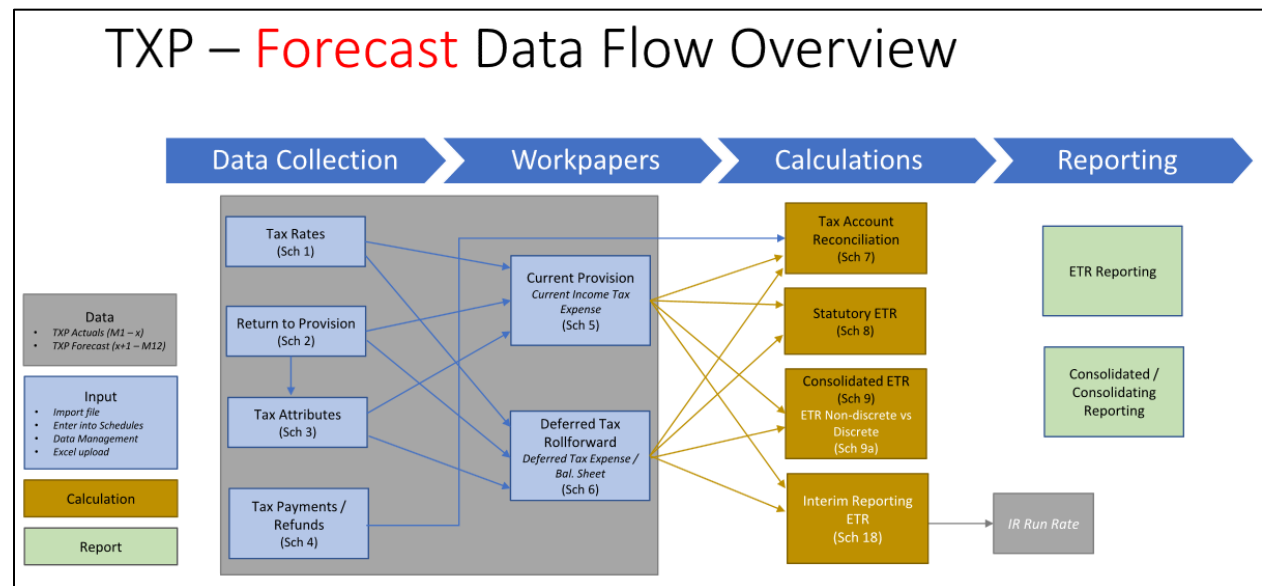 TXP – Forecast Data Flow Overview
Data Collection
Workpapers
Calculations
Reporting
Data
• TXP Actuals (M1 – x)
• TXP Forecast (x+1 – M12)
Input
• Import file
• Enter into Schedules
• Data Management
• Excel upload
Calculation
Report
Tax Rates
(Sch 1)
Return to Provision
(Sch 2)
Tax Attributes
(Sch 3)
Tax Payments /
Refunds
(Sch 4)
Current Provision
Current Income Tax
Expense
(Sch 5)
Deferred Tax
Rollforward
Deferred Tax Expense /
Bal. Sheet
(Sch 6)
Tax Account
Reconciliation
(Sch 7)
Statutory ETR
(Sch 8)
Consolidated ETR
(Sch 9)
ETR Non-discrete vs
Discrete
(Sch 9a)
Interim Reporting
ETR
(Sch 18)
IR Run Rate
ETR Reporting
Consolidated /
Consolidating
Reporting